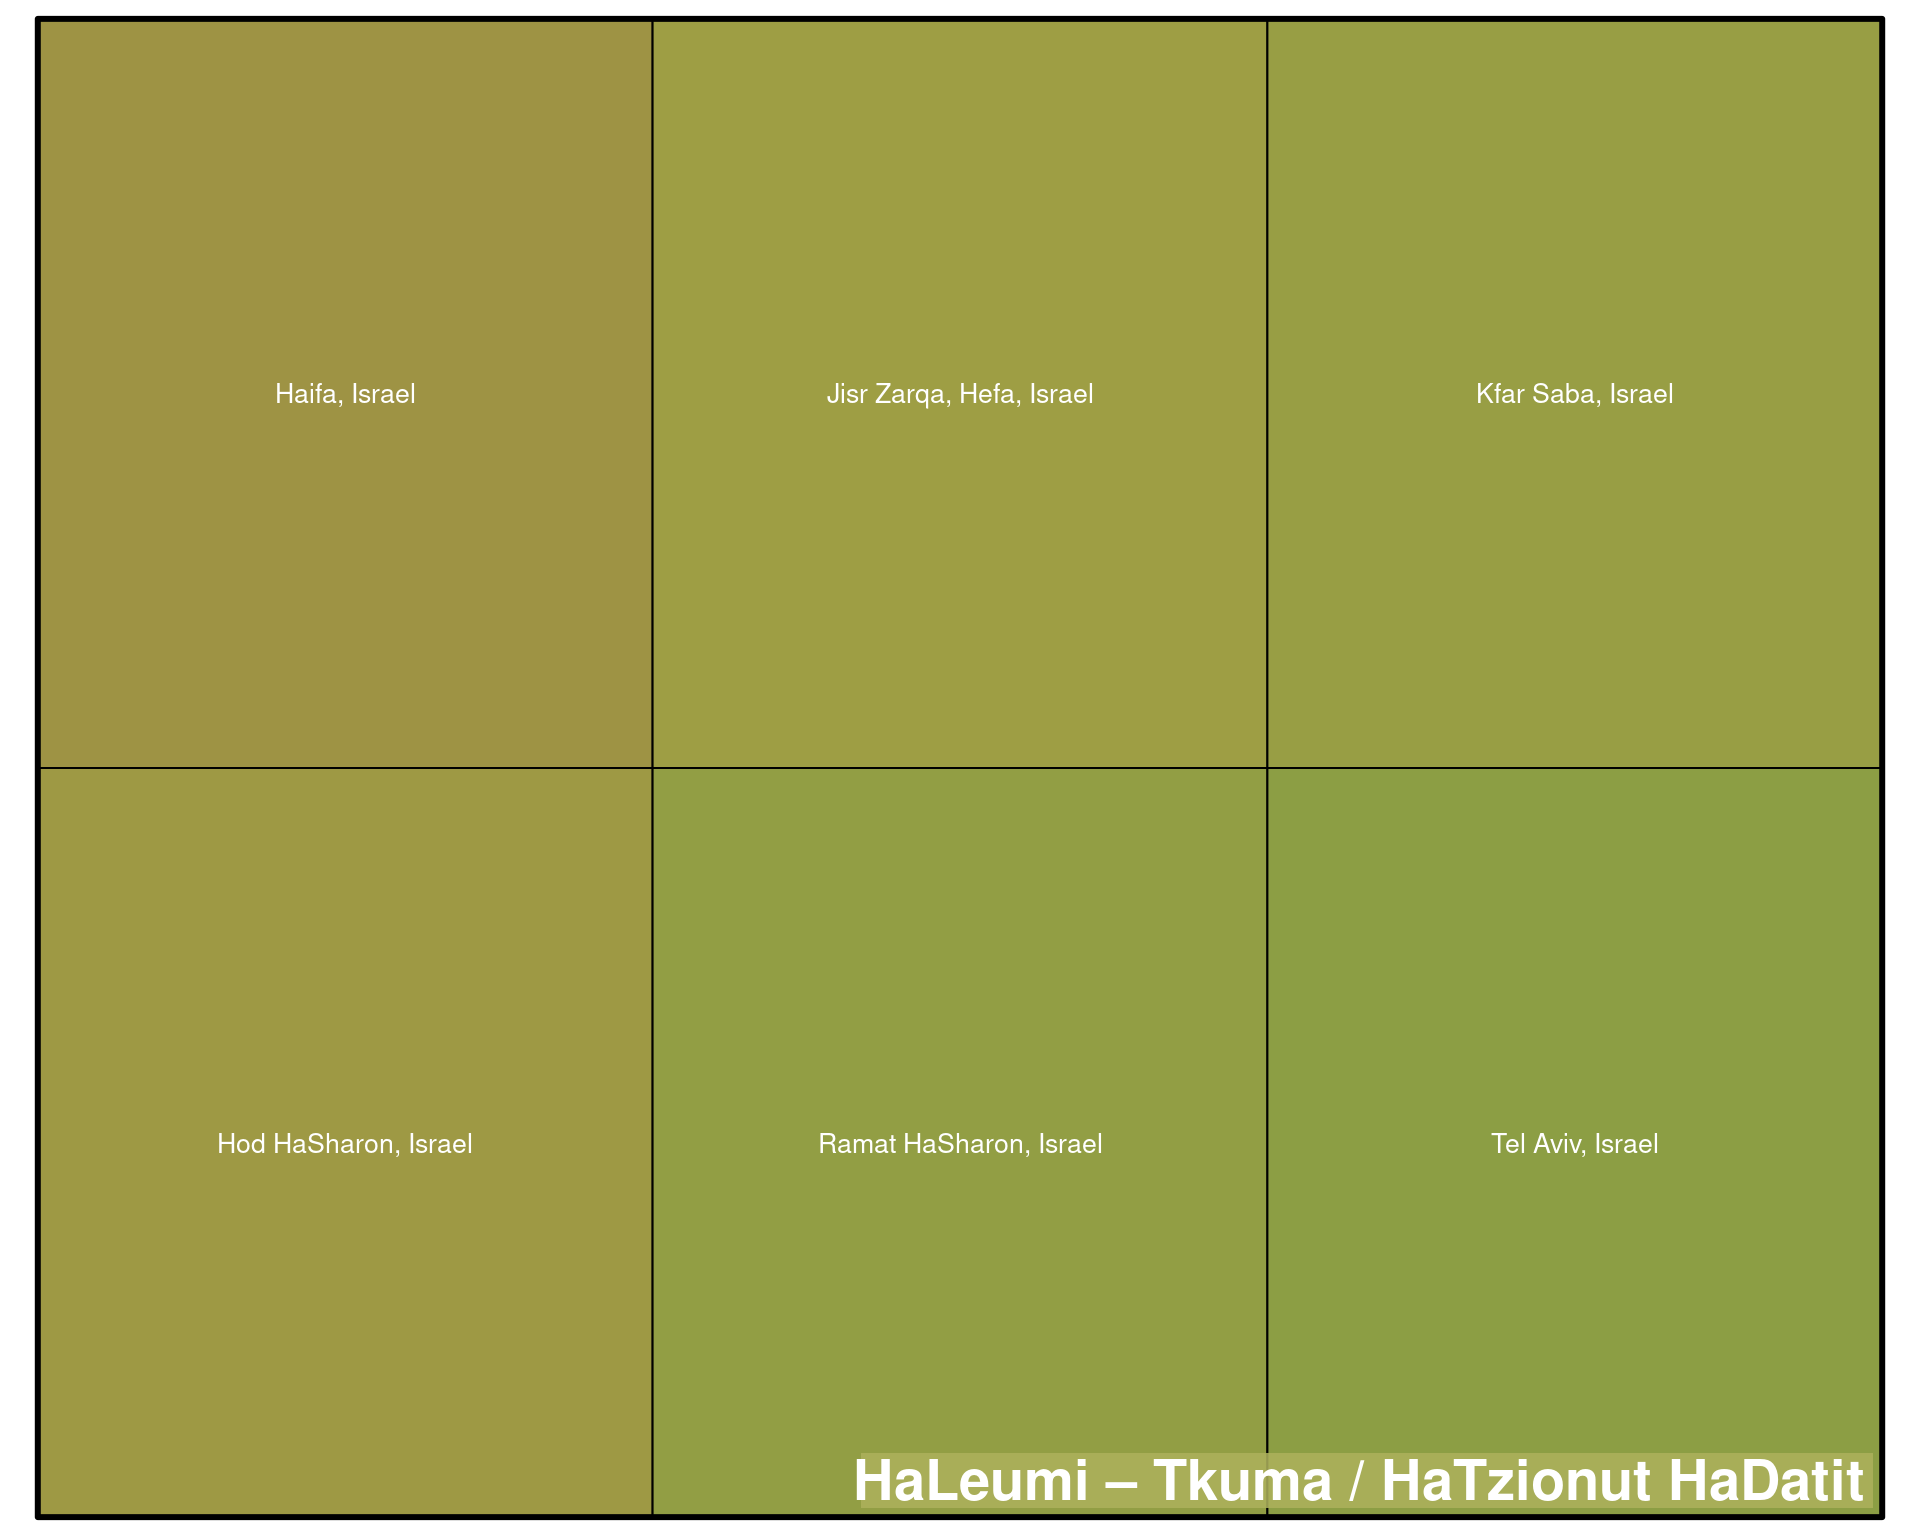 Haifa, Israel
Jisr Zarqa, Hefa, Israel
Kfar Saba, Israel
Hod HaSharon, Israel
Ramat HaSharon, Israel
Tel Aviv, Israel
HaLeumi – Tkuma / HaTzionut HaDatit